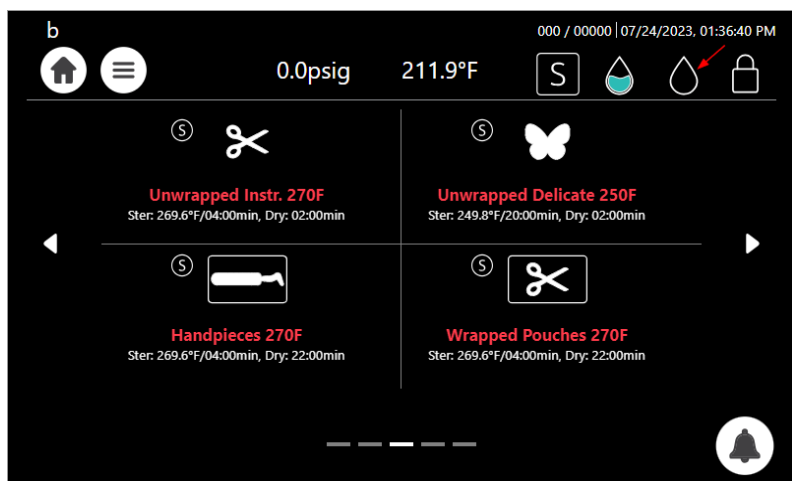 b
000 / 00000 | 07/24/2023, 01:36:40 PM
0.0psig 211.9°F S
S
Unwrapped Instr. 270F
Ster: 269.6°F/04:00min, Dry: 02:00min
S
Unwrapped Delicate 250F
Ster: 249.8°F/20:00min, Dry: 02:00min
S
Handpieces 270F
Ster: 269.6°F/04:00min, Dry: 22:00min
S
Wrapped Pouches 270F
Ster: 269.6°F/04:00min, Dry: 22:00min